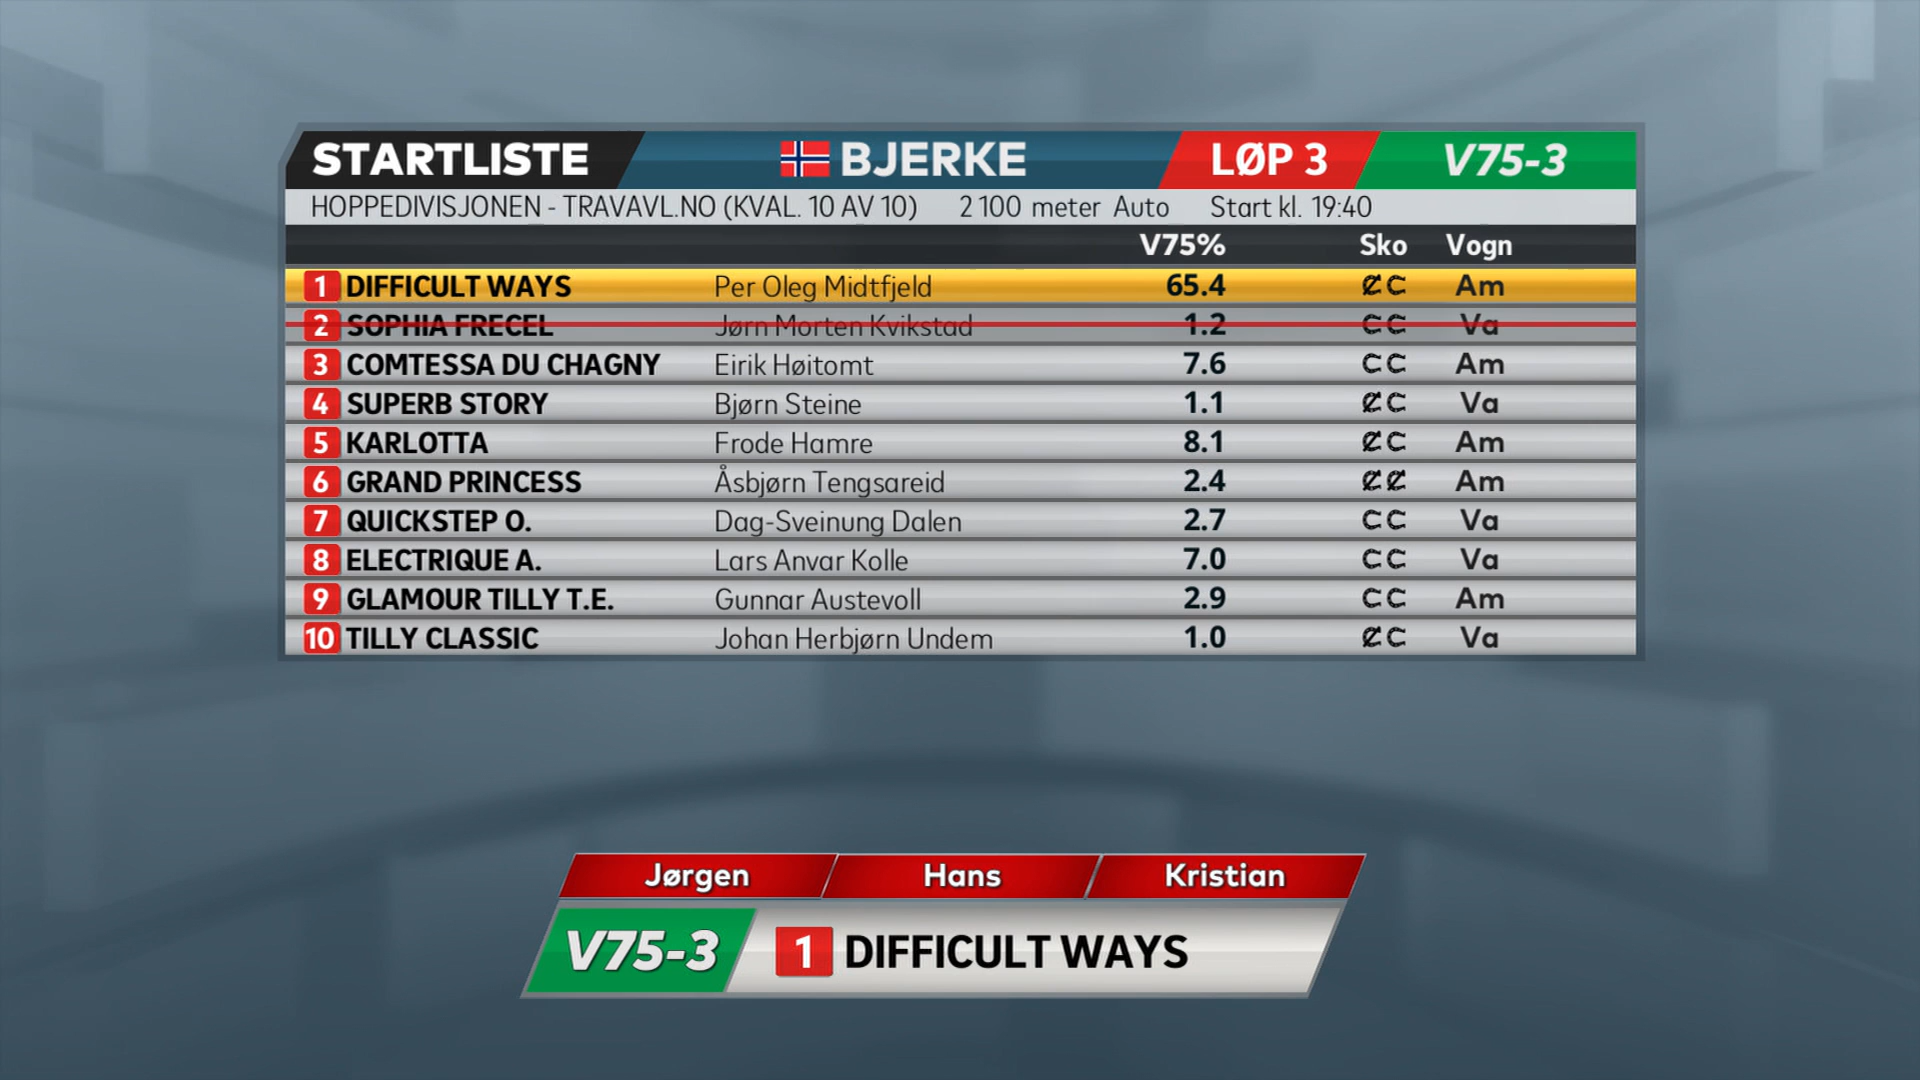 STARTLISTE BJERKE LØP 3 V75-3
HOPPEDIVISJONEN - TRAVAVL.NO (KVAL. 10 AV 10) 2 100 meter Auto Start kl. 19:40
V75% Sko Vogn
1 DIFFICULT WAYS Per Oleg Midtfjeld 65.4 Am
2 SOPHIA FRECEL Jørn Morten Kvikstad 1.2 Va
3 COMTESSA DU CHAGNY Eirik Høitomt 7.6 Am
4 SUPERB STORY Bjørn Steine 1.1 Va
5 KARLOTTA Frode Hamre 8.1 Am
6 GRAND PRINCESS Åsbjørn Tengsareid 2.4 Am
7 QUICKSTEP O. Dag-Sveinung Dalen 2.7 Va
8 ELECTRIQUE A. Lars Anvar Kolle 7.0 Va
9 GLAMOUR TILLY T.E. Gunnar Austevoll 2.9 Am
10 TILLY CLASSIC Johan Herbjørn Undem 1.0 Va
Jørgen Hans Kristian
V75-3 1 DIFFICULT WAYS